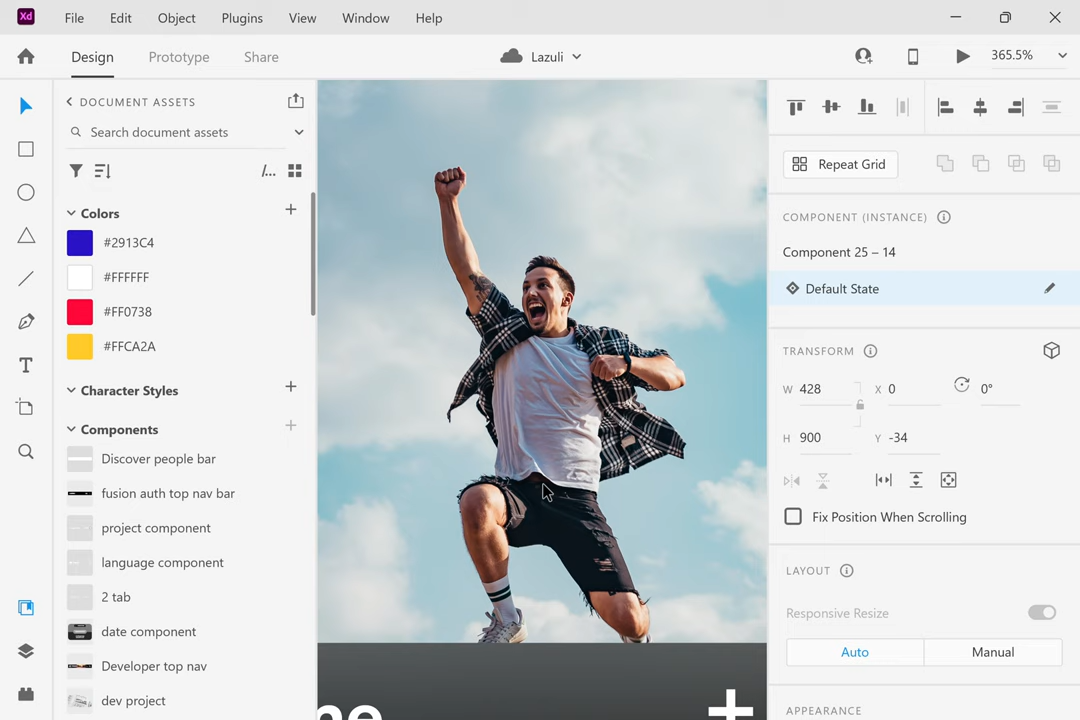 Xd File Edit Object Plugins View Window Help
Design Prototype Share Lazuli 365.5%
DOCUMENT ASSETS
Search document assets
/...
Colors
#2913C4
#FFFFFF
#FF0738
#FFCA2A
Character Styles
Components
Discover people bar
fusion auth top nav bar
project component
language component
2 tab
date component
Developer top nav
dev project
Repeat Grid
COMPONENT (INSTANCE)
Component 25 – 14
Default State
TRANSFORM
W 428 X 0 0°
H 900 Y -34
Fix Position When Scrolling
LAYOUT
Responsive Resize
Auto Manual
APPEARANCE